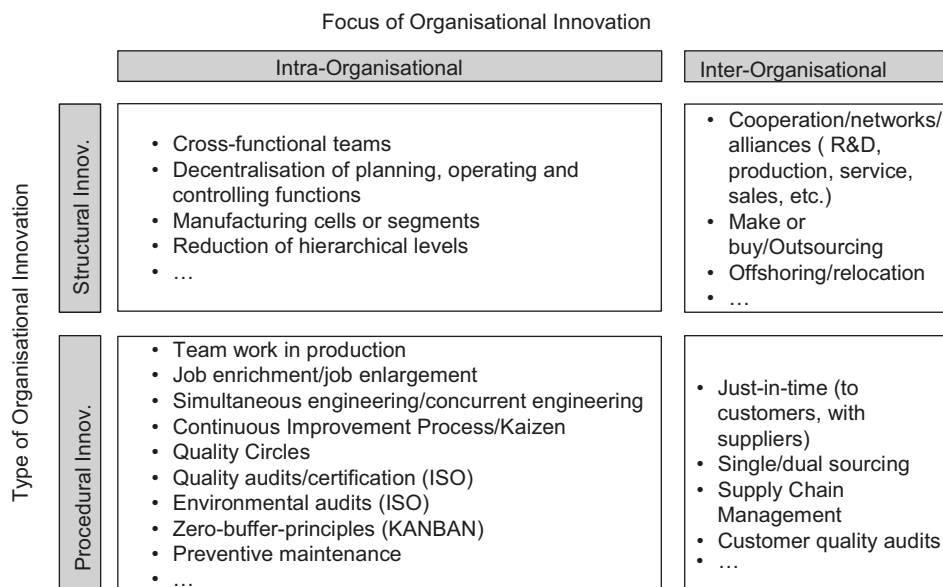 Focus of Organisational Innovation
Intra-Organisational
Inter-Organisational
Type of Organisational Innovation
Structural Innov.
• Cross-functional teams
• Decentralisation of planning, operating and
controlling functions
• Manufacturing cells or segments
• Reduction of hierarchical levels
• …
• Cooperation/networks/
alliances ( R&D,
production, service,
sales, etc.)
• Make or
buy/Outsourcing
• Offshoring/relocation
• …
Procedural Innov.
• Team work in production
• Job enrichment/job enlargement
• Simultaneous engineering/concurrent engineering
• Continuous Improvement Process/Kaizen
• Quality Circles
• Quality audits/certification (ISO)
• Environmental audits (ISO)
• Zero-buffer-principles (KANBAN)
• Preventive maintenance
• …
• Just-in-time (to
customers, with
suppliers)
• Single/dual sourcing
• Supply Chain
Management
• Customer quality audits
• …